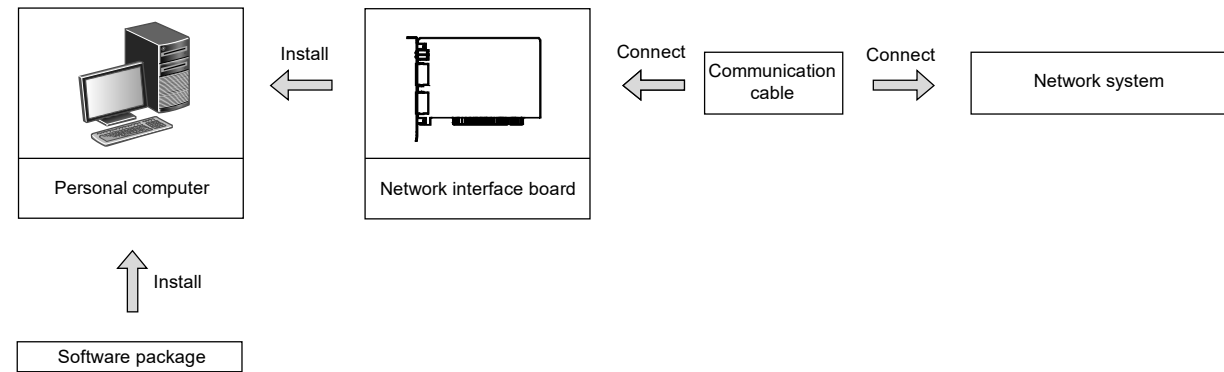 Install
Connect
Communication
cable
Connect
Network system
Personal computer
Network interface board
Install
Software package